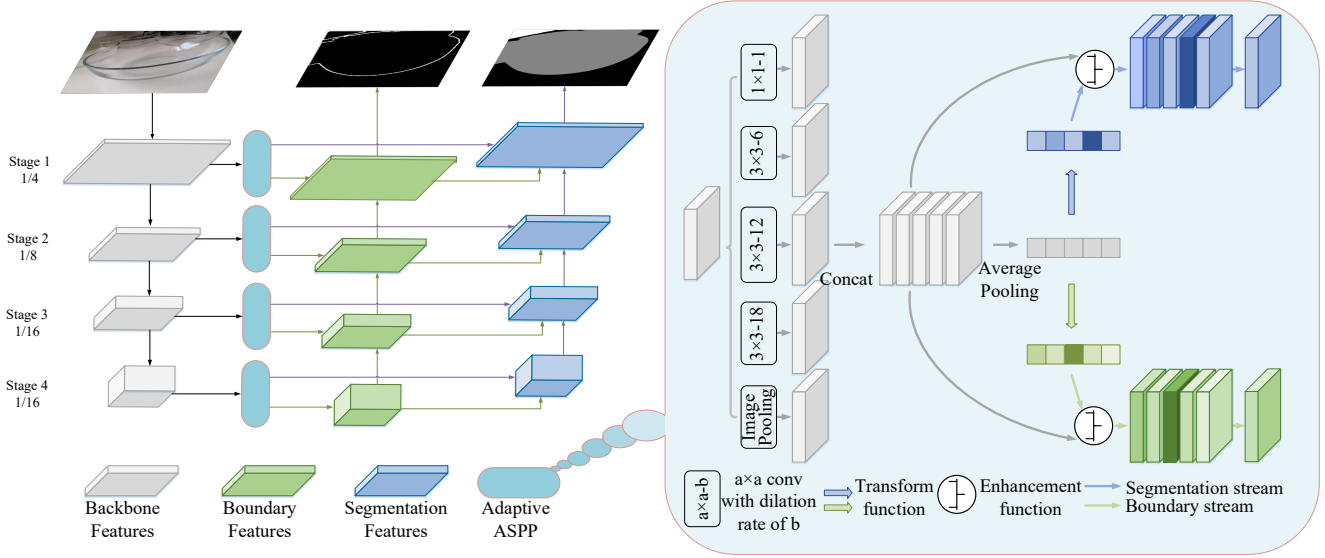 Stage 1
1/4
Stage 2
1/8
Stage 3
1/16
Stage 4
1/16
Backbone
Features
Boundary
Features
Segmentation
Features
Adaptive
ASPP
1×1-1
3×3-6
3×3-12
3×3-18
Image
Pooling
Concat
Average
Pooling
a×a-b
a×a conv
with dilation
rate of b
Transform
function
Enhancement
function
Segmentation stream
Boundary stream